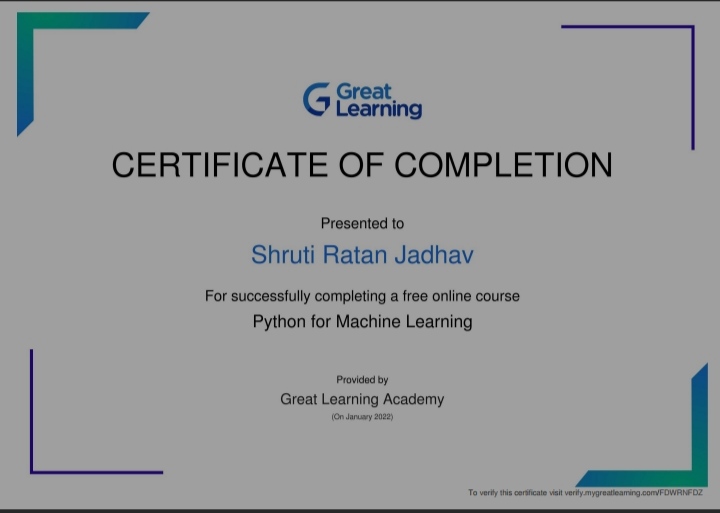 Great
Learning
CERTIFICATE OF COMPLETION
Presented to
Shruti Ratan Jadhav
For successfully completing a free online course
Python for Machine Learning
Provided by
Great Learning Academy
(On January 2022)
To verify this certificate visit verify.mygreatlearning.com/FDWRNFDZ